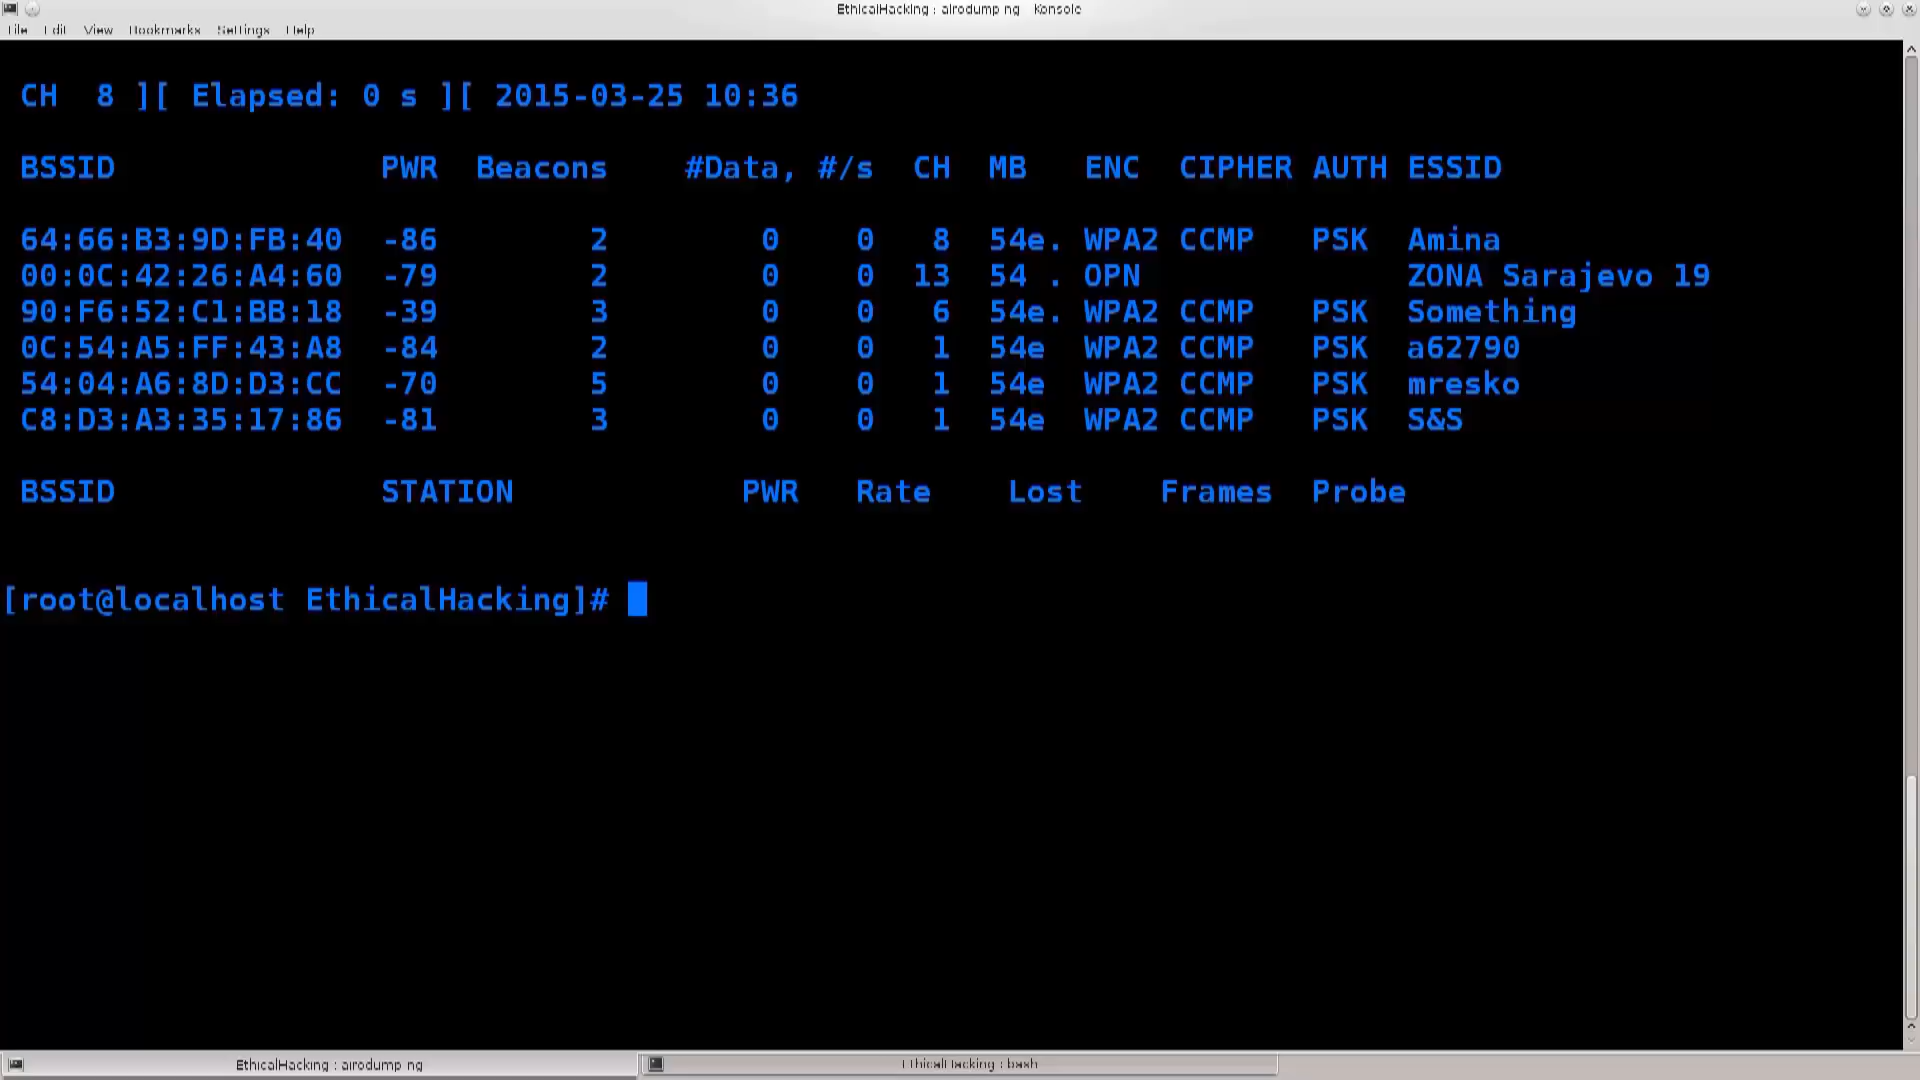 EthicalHacking : airodump ng   Konsole
File Edit View Bookmarks Settings Help
CH 8 ][ Elapsed: 0 s ][ 2015-03-25 10:36
BSSID PWR Beacons #Data, #/s CH MB ENC CIPHER AUTH ESSID
64:66:B3:9D:FB:40 -86 2 0 0 8 54e. WPA2 CCMP PSK Amina
00:0C:42:26:A4:60 -79 2 0 0 13 54 . OPN ZONA Sarajevo 19
90:F6:52:C1:BB:18 -39 3 0 0 6 54e. WPA2 CCMP PSK Something
0C:54:A5:FF:43:A8 -84 2 0 0 1 54e WPA2 CCMP PSK a62790
54:04:A6:8D:D3:CC -70 5 0 0 1 54e WPA2 CCMP PSK mresko
C8:D3:A3:35:17:86 -81 3 0 0 1 54e WPA2 CCMP PSK S&S
BSSID STATION PWR Rate Lost Frames Probe
[root@localhost EthicalHacking]#
EthicalHacking : airodump ng
EthicalHacking : bash